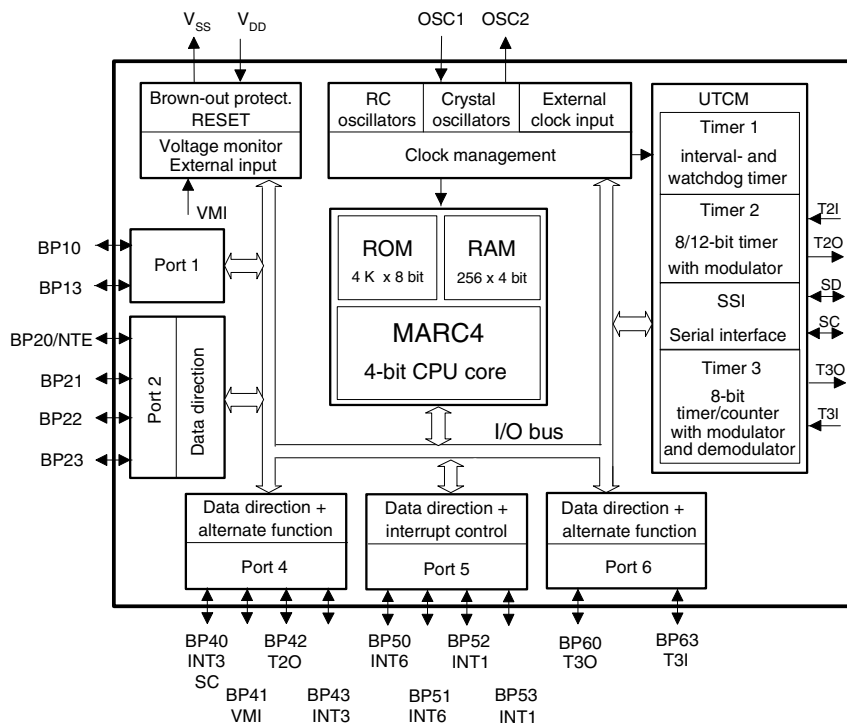 V_SS
V_DD
OSC1
OSC2
Brown-out protect.
RESET
Voltage monitor
External input
VMI
RC
oscillators
Crystal
oscillators
External
clock input
Clock management
UTCM
Timer 1
interval- and
watchdog timer
Timer 2
8/12-bit timer
with modulator
SSI
Serial interface
Timer 3
8-bit
timer/counter
with modulator
and demodulator
T2I
T2O
SD
SC
T3O
T3I
ROM
4 K x 8 bit
RAM
256 x 4 bit
MARC4
4-bit CPU core
I/O bus
BP10
BP13
Port 1
BP20/NTE
BP21
BP22
BP23
Port 2
Data direction
Data direction +
alternate function
Port 4
Data direction +
interrupt control
Port 5
Data direction +
alternate function
Port 6
BP40
INT3
SC
BP41
VMI
BP42
T2O
BP43
INT3
BP50
INT6
BP51
INT6
BP52
INT1
BP53
INT1
BP60
T3O
BP63
T3I